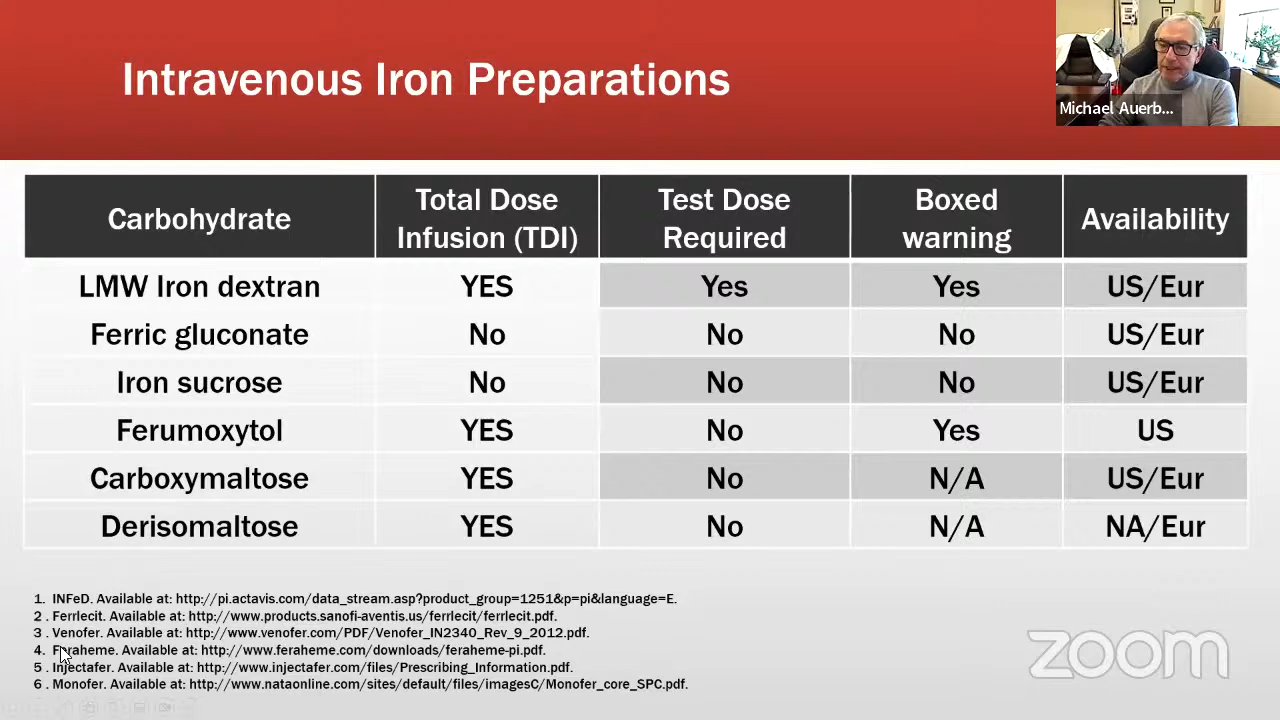 Intravenous Iron Preparations
Michael Auerb...
Carbohydrate Total Dose Infusion (TDI) Test Dose Required Boxed warning Availability
LMW Iron dextran YES Yes Yes US/Eur
Ferric gluconate No No No US/Eur
Iron sucrose No No No US/Eur
Ferumoxytol YES No Yes US
Carboxymaltose YES No N/A US/Eur
Derisomaltose YES No N/A NA/Eur
1. INFeD. Available at: http://pi.actavis.com/data_stream.asp?product_group=1251&p=pi&language=E.
2 . Ferrlecit. Available at: http://www.products.sanofi-aventis.us/ferrlecit/ferrlecit.pdf.
3 . Venofer. Available at: http://www.venofer.com/PDF/Venofer_IN2340_Rev_9_2012.pdf.
4. Feraheme. Available at: http://www.feraheme.com/downloads/feraheme-pi.pdf.
5 . Injectafer. Available at: http://www.injectafer.com/files/Prescribing_Information.pdf.
6 . Monofer. Available at: http://www.nataonline.com/sites/default/files/imagesC/Monofer_core_SPC.pdf.
zoom